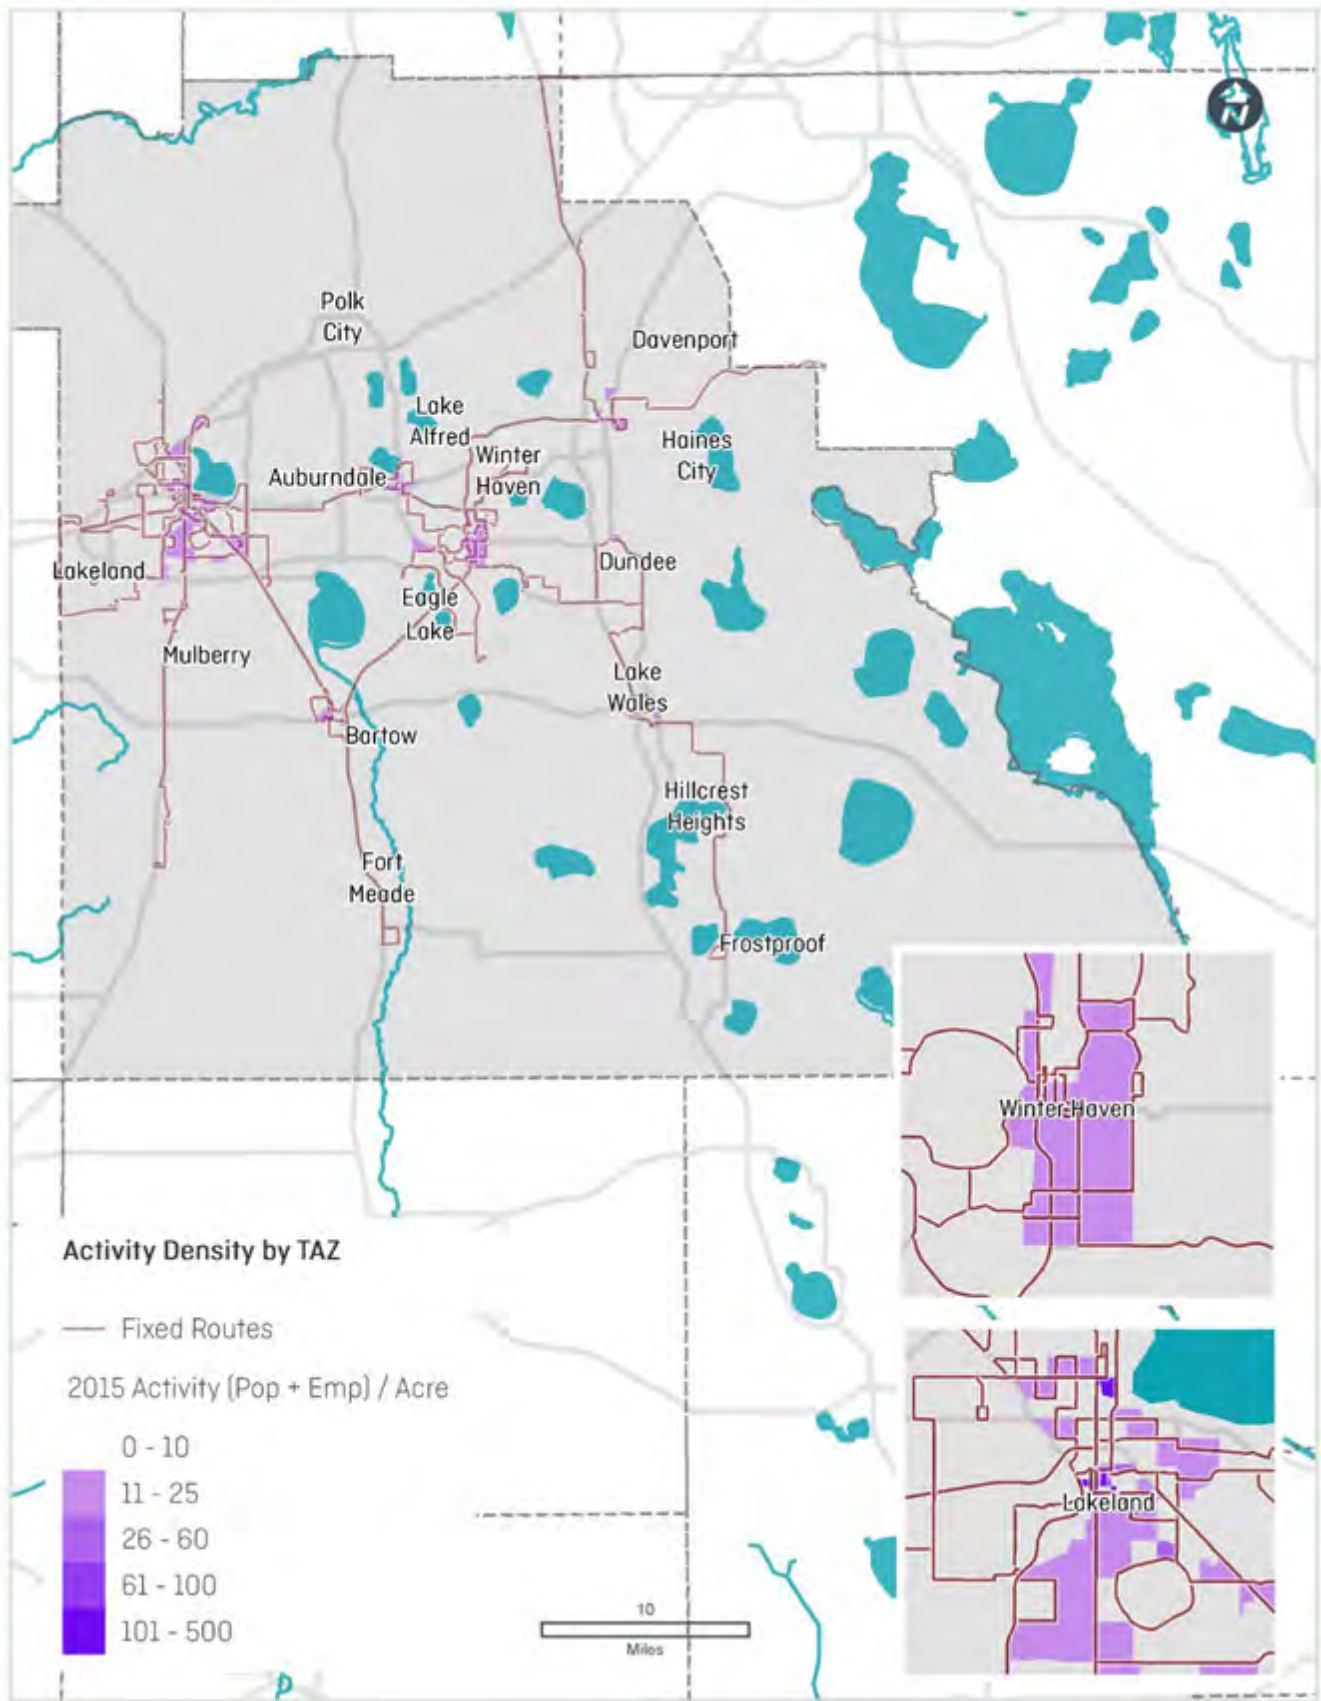 N
Polk
City
Davenport
Lake
Alfred
Haines
City
Winter
Haven
Auburndale
Lakeland
Dundee
Eagle
Lake
Mulberry
Lake
Wales
Bartow
Hillcrest
Heights
Fort
Meade
Frostproof
Winter Haven
Lakeland
Activity Density by TAZ
Fixed Routes
2015 Activity (Pop + Emp) / Acre
0 - 10
11 - 25
26 - 60
61 - 100
101 - 500
10
Miles